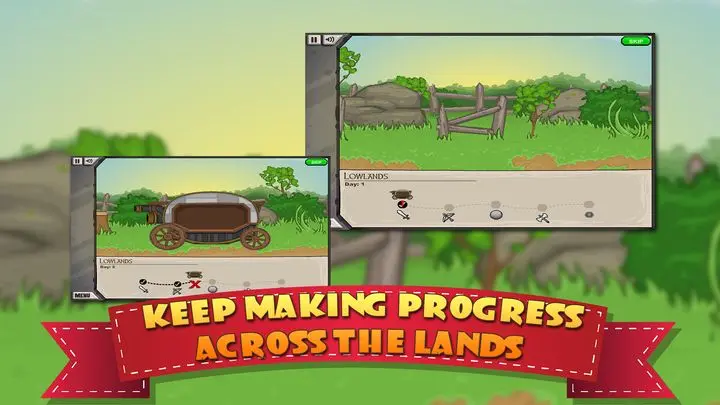 SKIP
LOWLANDS
Day: 1
SKIP
LOWLANDS
MENU
KEEP MAKING PROGRESS
ACROSS THE LANDS